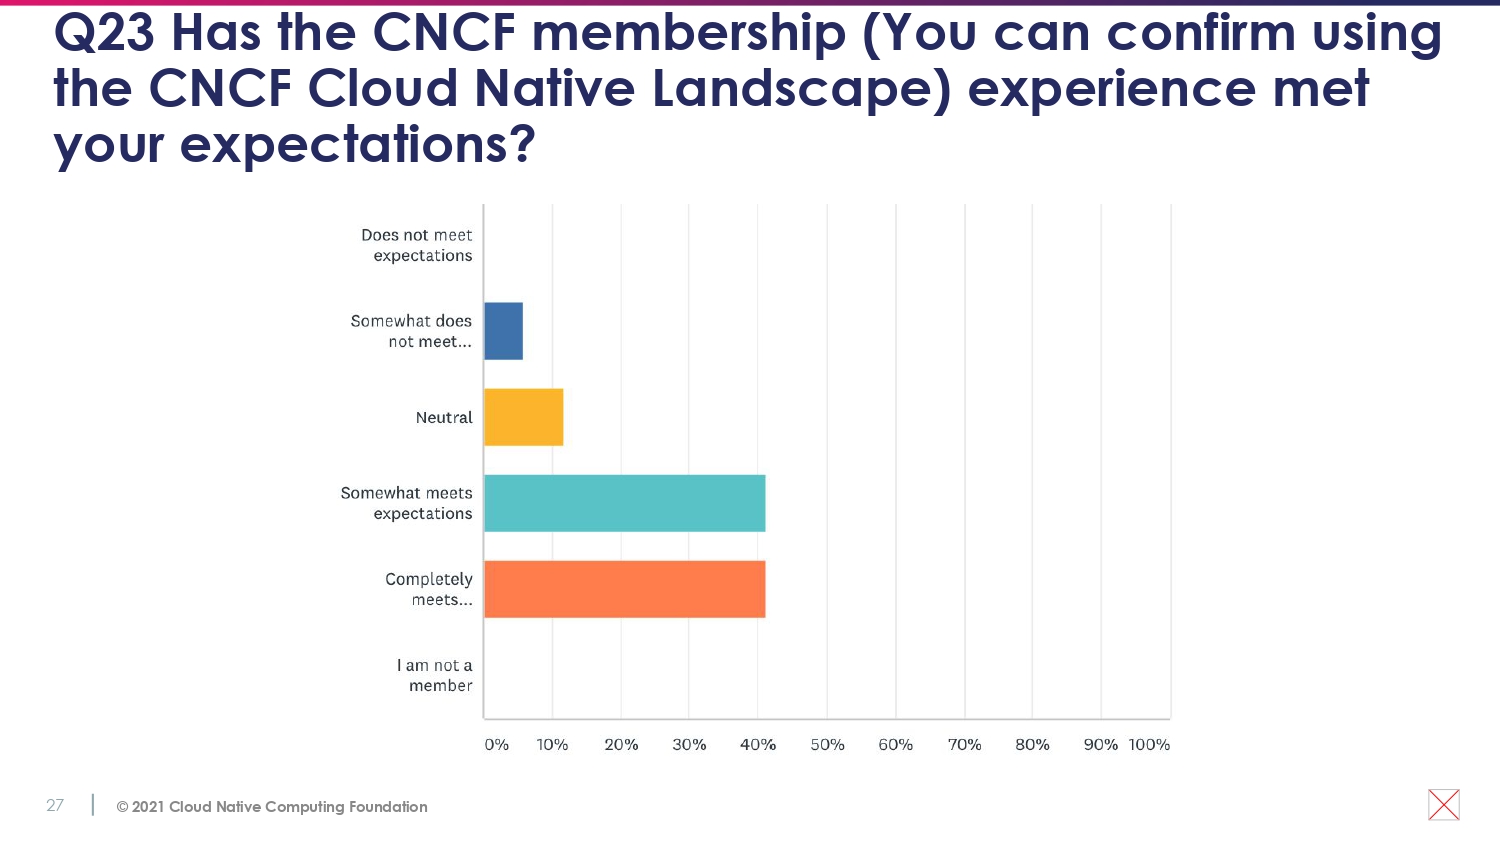 Q23 Has the CNCF membership (You can confirm using
the CNCF Cloud Native Landscape) experience met
your expectations?
Does not meet
expectations
Somewhat does
not meet...
Neutral
Somewhat meets
expectations
Completely
meets...
I am not a
member
0% 10% 20% 30% 40% 50% 60% 70% 80% 90% 100%
27
© 2021 Cloud Native Computing Foundation